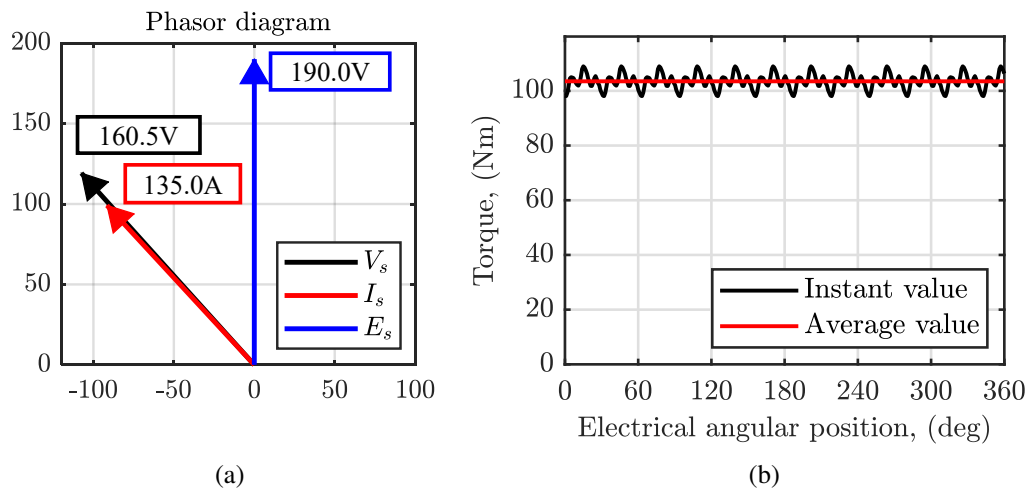 Phasor diagram
200
150
100
50
0
-100
-50
0
50
100
190.0V
160.5V
135.0A
V_s
I_s
E_s
(a)
Torque, (Nm)
100
80
60
40
20
0
0
60
120
180
240
300
360
Instant value
Average value
Electrical angular position, (deg)
(b)